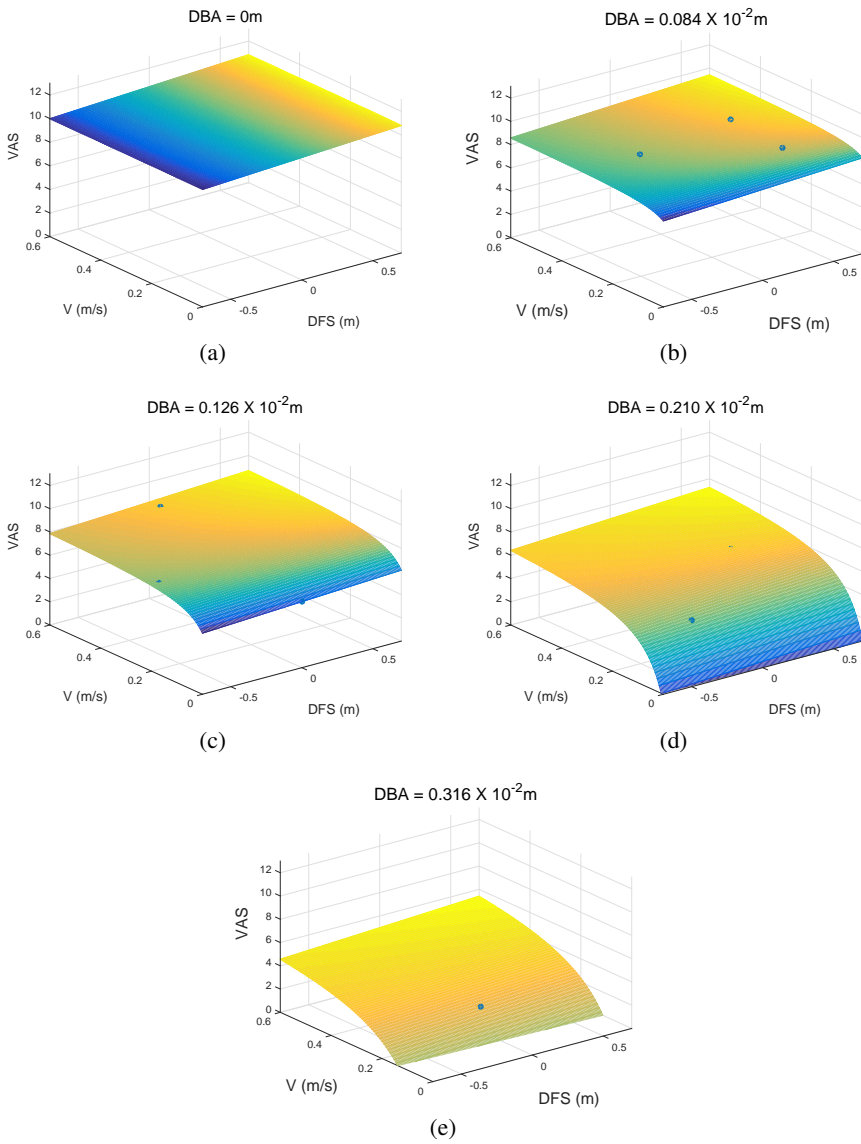 DBA = 0m
12
10
8
6
4
2
0
VAS
0.6
0.4
0.2
0
V (m/s)
-0.5
0
0.5
DFS (m)
(a)
DBA = 0.084 X 10^-2m
12
10
8
6
4
2
0
VAS
0.6
0.4
0.2
0
V (m/s)
-0.5
0
0.5
DFS (m)
(b)
DBA = 0.126 X 10^-2m
12
10
8
6
4
2
0
VAS
0.6
0.4
0.2
0
V (m/s)
-0.5
0
0.5
DFS (m)
(c)
DBA = 0.210 X 10^-2m
12
10
8
6
4
2
0
VAS
0.6
0.4
0.2
0
V (m/s)
-0.5
0
0.5
DFS (m)
(d)
DBA = 0.316 X 10^-2m
12
10
8
6
4
2
0
VAS
0.6
0.4
0.2
0
V (m/s)
-0.5
0
0.5
DFS (m)
(e)